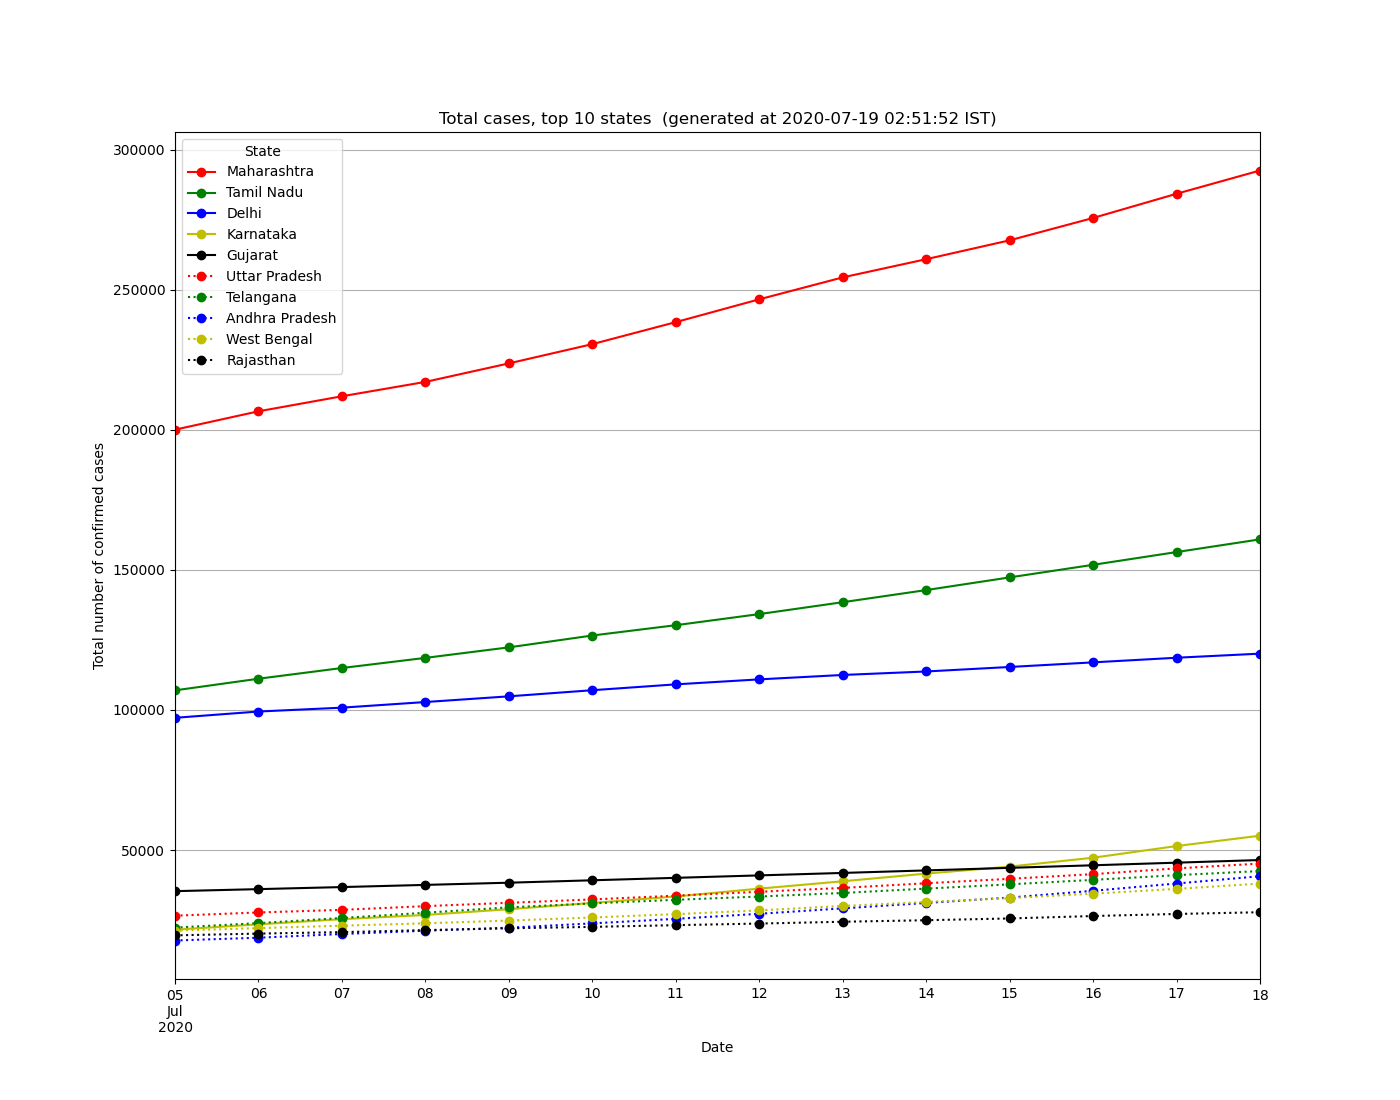 Total cases, top 10 states  (generated at 2020-07-19 02:51:52 IST)
State
Maharashtra
Tamil Nadu
Delhi
Karnataka
Gujarat
Uttar Pradesh
Telangana
Andhra Pradesh
West Bengal
Rajasthan
300000
250000
200000
150000
100000
50000
Total number of confirmed cases
05 06 07 08 09 10 11 12 13 14 15 16 17 18
Jul
2020
Date